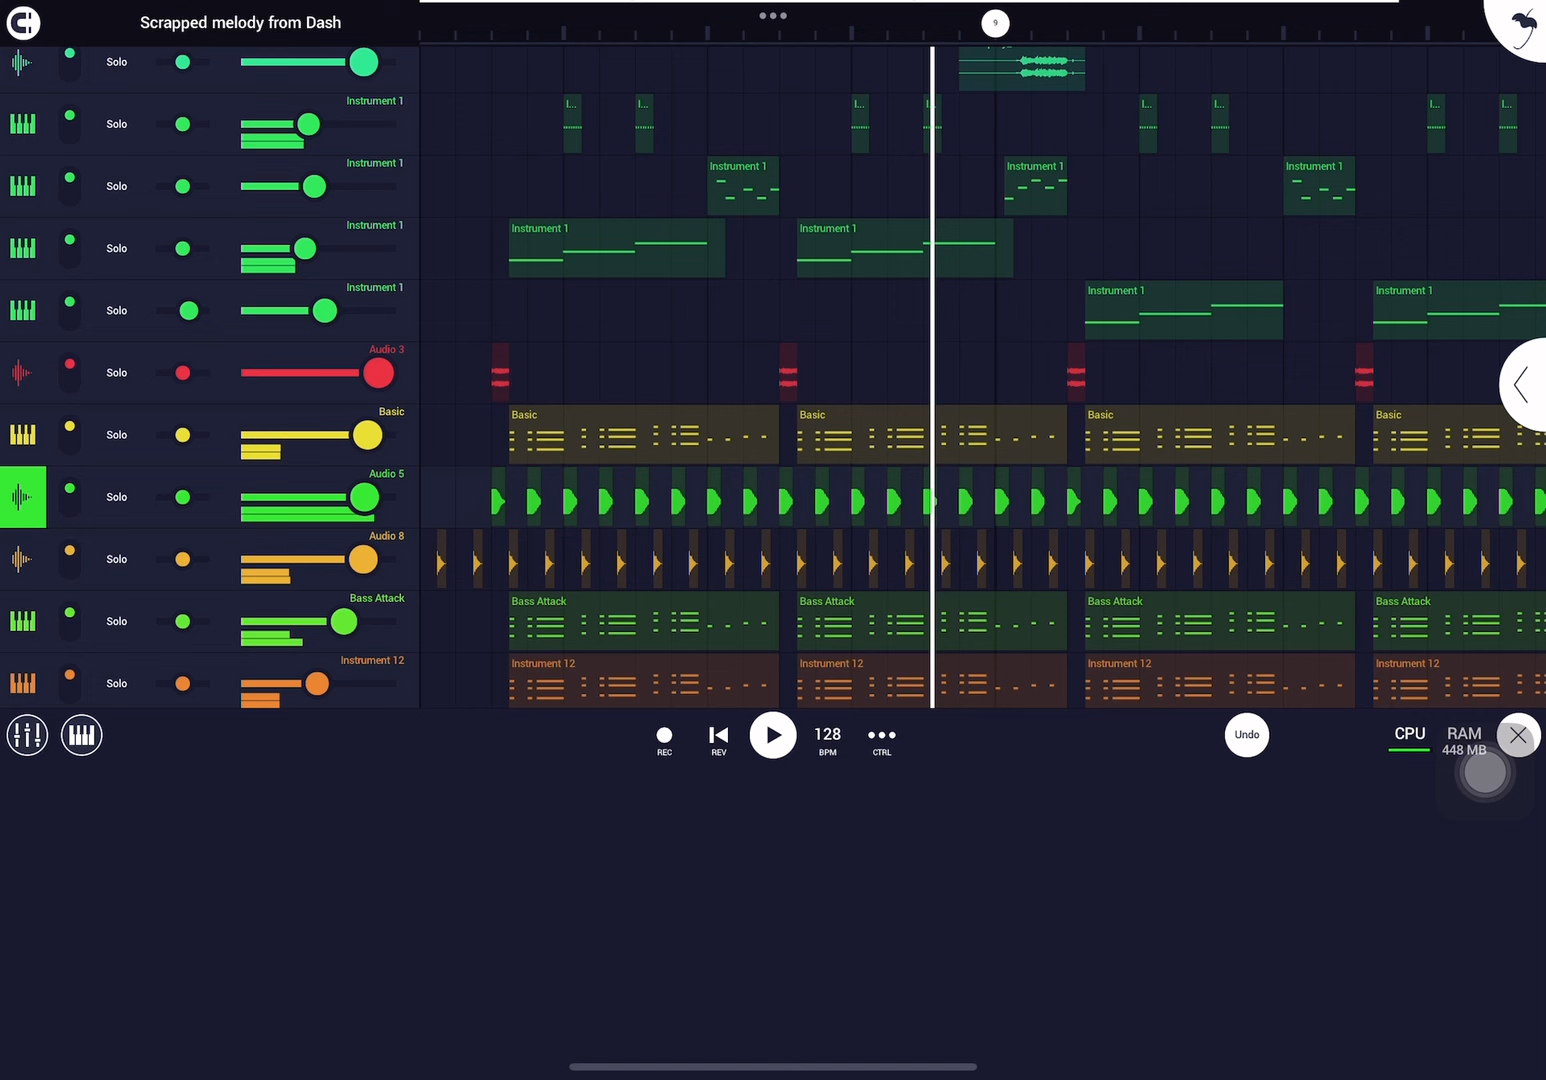 Scrapped melody from Dash
9
Solo
Instrument 1
Solo
I...
I...
I...
I...
I...
I...
I...
Instrument 1
Solo
Instrument 1
Instrument 1
Instrument 1
Instrument 1
Solo
Instrument 1
Instrument 1
Instrument 1
Solo
Instrument 1
Instrument 1
Audio 3
Solo
Basic
Solo
Basic
Basic
Basic
Basic
Audio 5
Solo
Audio 8
Solo
Bass Attack
Solo
Bass Attack
Bass Attack
Bass Attack
Bass Attack
Instrument 12
Solo
Instrument 12
Instrument 12
Instrument 12
Instrument 12
REC
REV
128
BPM
CTRL
Undo
CPU
RAM
448 MB